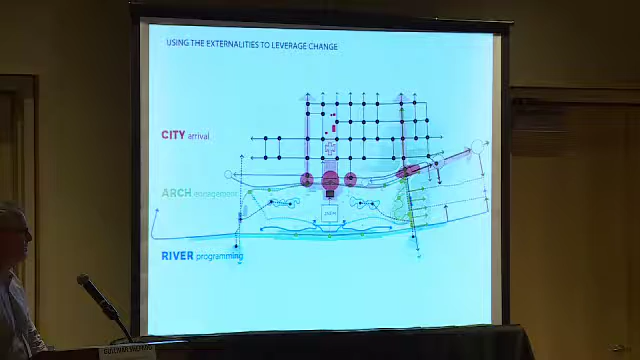 USING THE EXTERNALITIES TO LEVERAGE CHANGE
CITY arrival
ARCH engagement
RIVER programming